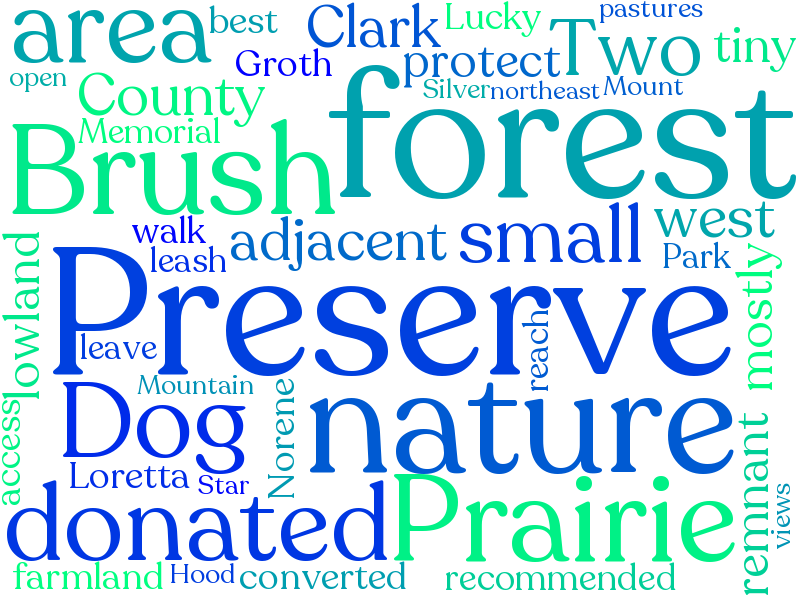 area
best
Clark
Lucky
pastures
Two
tiny
open
Groth
protect
County
Silver
northeast
Mount
Memorial
forest
Brush
walk
adjacent
small
west
leash
Park
lowland
mostly
Preserve
leave
reach
Mountain
Norene
Dog
nature
access
Loretta
Star
remnant
views
donated
Prairie
farmland
Hood
converted
recommended